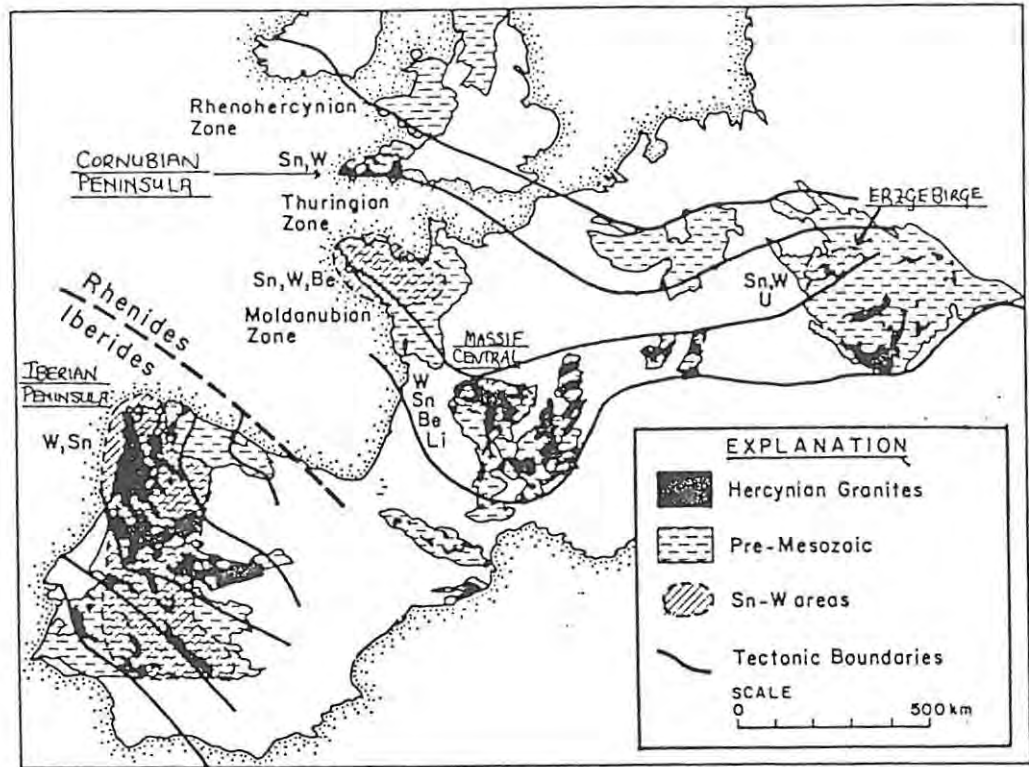 Rhenohercynian
Zone
CORNUBIAN
PENINSULA
Sn,W
Thuringian
Zone
ERZGEBIRGE
Sn,W,Be
Moldanubian
Zone
Sn,W
U
Rhenides
Iberides
MASSIF
CENTRAL
IBERIAN
PENINSULA
W,Sn
W
Sn
Be
Li
EXPLANATION
Hercynian Granites
Pre-Mesozoic
Sn-W areas
Tectonic Boundaries
SCALE
0 500 km